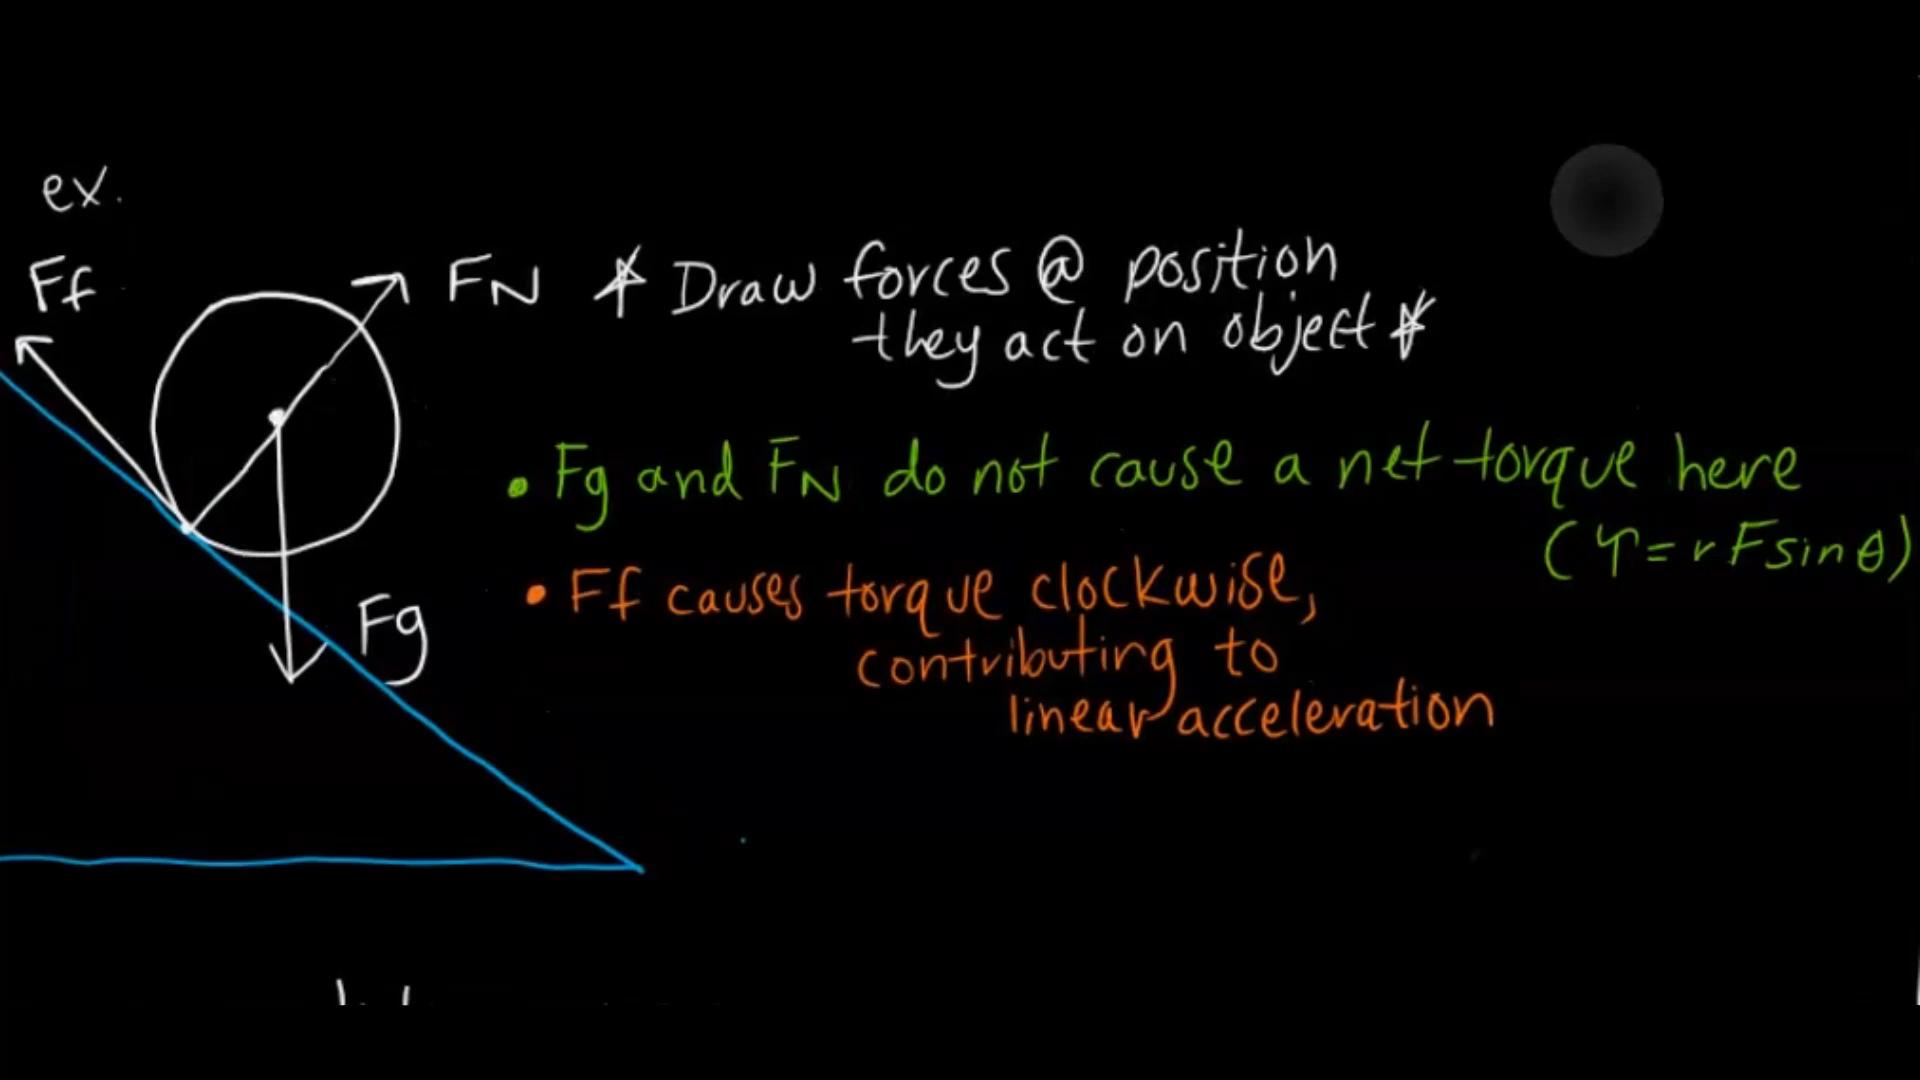 ex.
Ff
FN * Draw forces @ position
they act on object *
• Fg and FN do not cause a net torque here
(τ = rFsinθ)
• Ff causes torque clockwise,
contributing to
linear acceleration
Fg